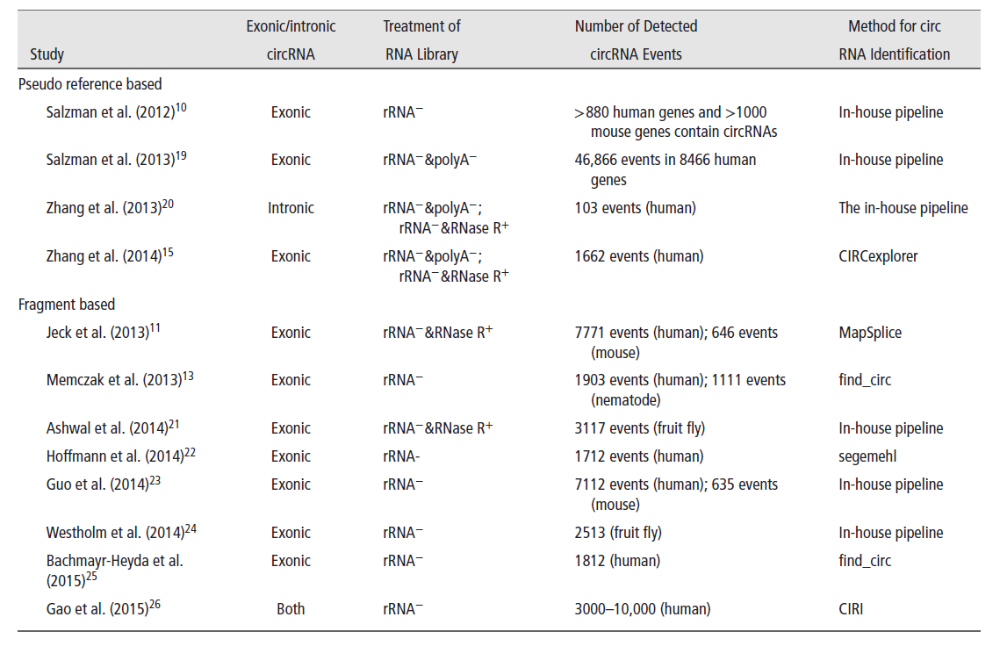 Exonic/intronic Treatment of Number of Detected Method for circ
Study circRNA RNA Library circRNA Events RNA Identification
Pseudo reference based
Salzman et al. (2012)¹⁰ Exonic rRNA⁻ >880 human genes and >1000 In-house pipeline
mouse genes contain circRNAs
Salzman et al. (2013)¹⁹ Exonic rRNA⁻&polyA⁻ 46,866 events in 8466 human In-house pipeline
genes
Zhang et al. (2013)²⁰ Intronic rRNA⁻&polyA⁻; 103 events (human) The in-house pipeline
rRNA⁻&RNase R⁺
Zhang et al. (2014)¹⁵ Exonic rRNA⁻&polyA⁻; 1662 events (human) CIRCexplorer
rRNA⁻&RNase R⁺
Fragment based
Jeck et al. (2013)¹¹ Exonic rRNA⁻&RNase R⁺ 7771 events (human); 646 events MapSplice
(mouse)
Memczak et al. (2013)¹³ Exonic rRNA⁻ 1903 events (human); 1111 events find_circ
(nematode)
Ashwal et al. (2014)²¹ Exonic rRNA⁻&RNase R⁺ 3117 events (fruit fly) In-house pipeline
Hoffmann et al. (2014)²² Exonic rRNA- 1712 events (human) segemehl
Guo et al. (2014)²³ Exonic rRNA⁻ 7112 events (human); 635 events In-house pipeline
(mouse)
Westholm et al. (2014)²⁴ Exonic rRNA⁻ 2513 (fruit fly) In-house pipeline
Bachmayr-Heyda et al. Exonic rRNA⁻ 1812 (human) find_circ
(2015)²⁵
Gao et al. (2015)²⁶ Both rRNA⁻ 3000–10,000 (human) CIRI